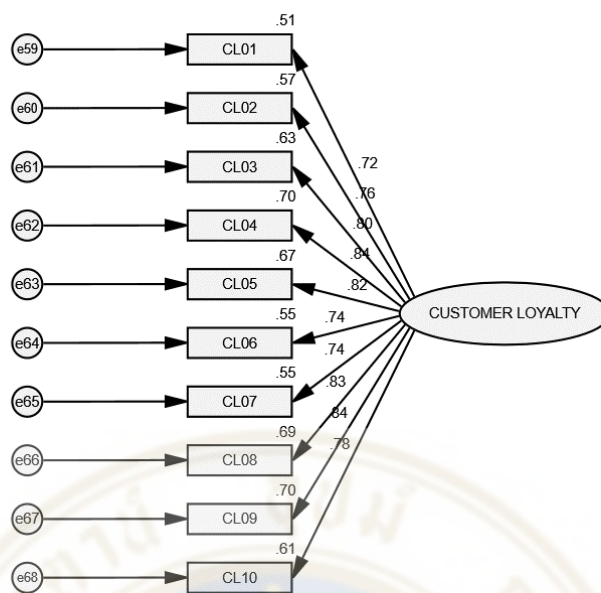 .51
e59 CL01
.57
e60 CL02
.63
e61 CL03
.72
.70
.76
e62 CL04
.80
.67
.84
e63 CL05
.82
CUSTOMER LOYALTY
.55
.74
e64 CL06
.55
.74
e65 CL07
.83
.69
.84
e66 CL08
.78
.70
e67 CL09
.61
e68 CL10